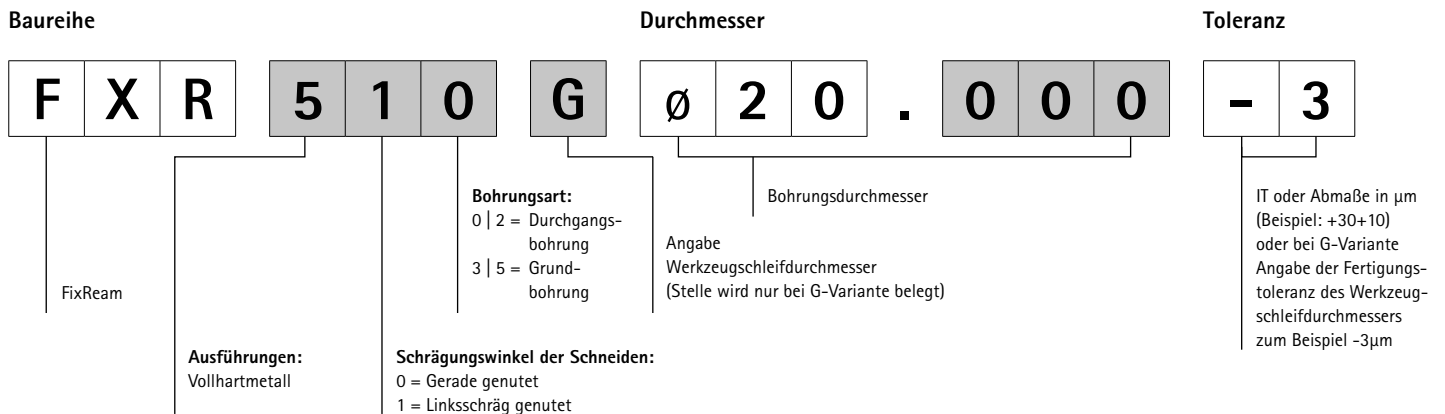 Baureihe
Durchmesser
Toleranz
F X R 5 1 0 G ø 2 0 . 0 0 0 - 3
Bohrungsart:
0 | 2 = Durchgangs-
bohrung
3 | 5 = Grund-
bohrung
Bohrungsdurchmesser
IT oder Abmaße in µm
(Beispiel: +30+10)
oder bei G-Variante
Angabe der Fertigungs-
toleranz des Werkzeug-
schleifdurchmessers
zum Beispiel -3µm
Angabe
Werkzeugschleifdurchmesser
(Stelle wird nur bei G-Variante belegt)
FixReam
Ausführungen:
Vollhartmetall
Schrägungswinkel der Schneiden:
0 = Gerade genutet
1 = Linksschräg genutet